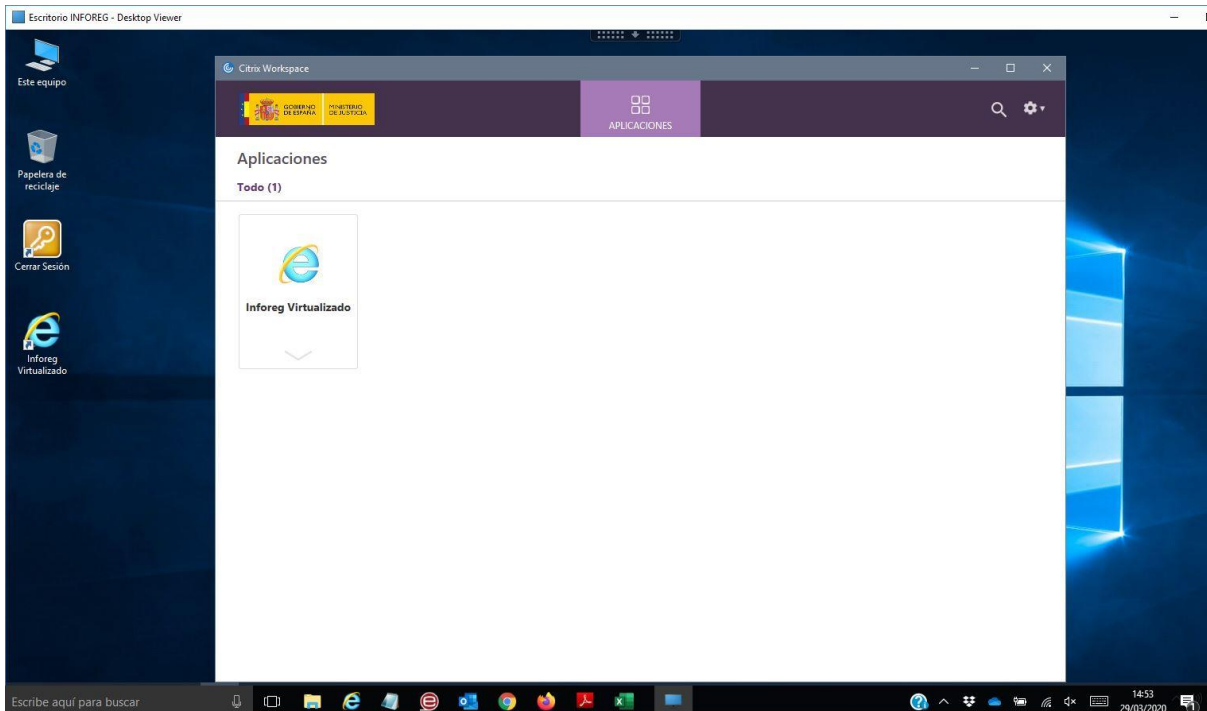 Escritorio INFOREG - Desktop Viewer
Este equipo
Papelera de
reciclaje
Cerrar Sesión
Inforeg
Virtualizado
Citrix Workspace
GOBIERNO
DE ESPAÑA
MINISTERIO
DE JUSTICIA
APLICACIONES
Aplicaciones
Todo (1)
Inforeg Virtualizado
Escribe aquí para buscar
14:53
29/03/2020